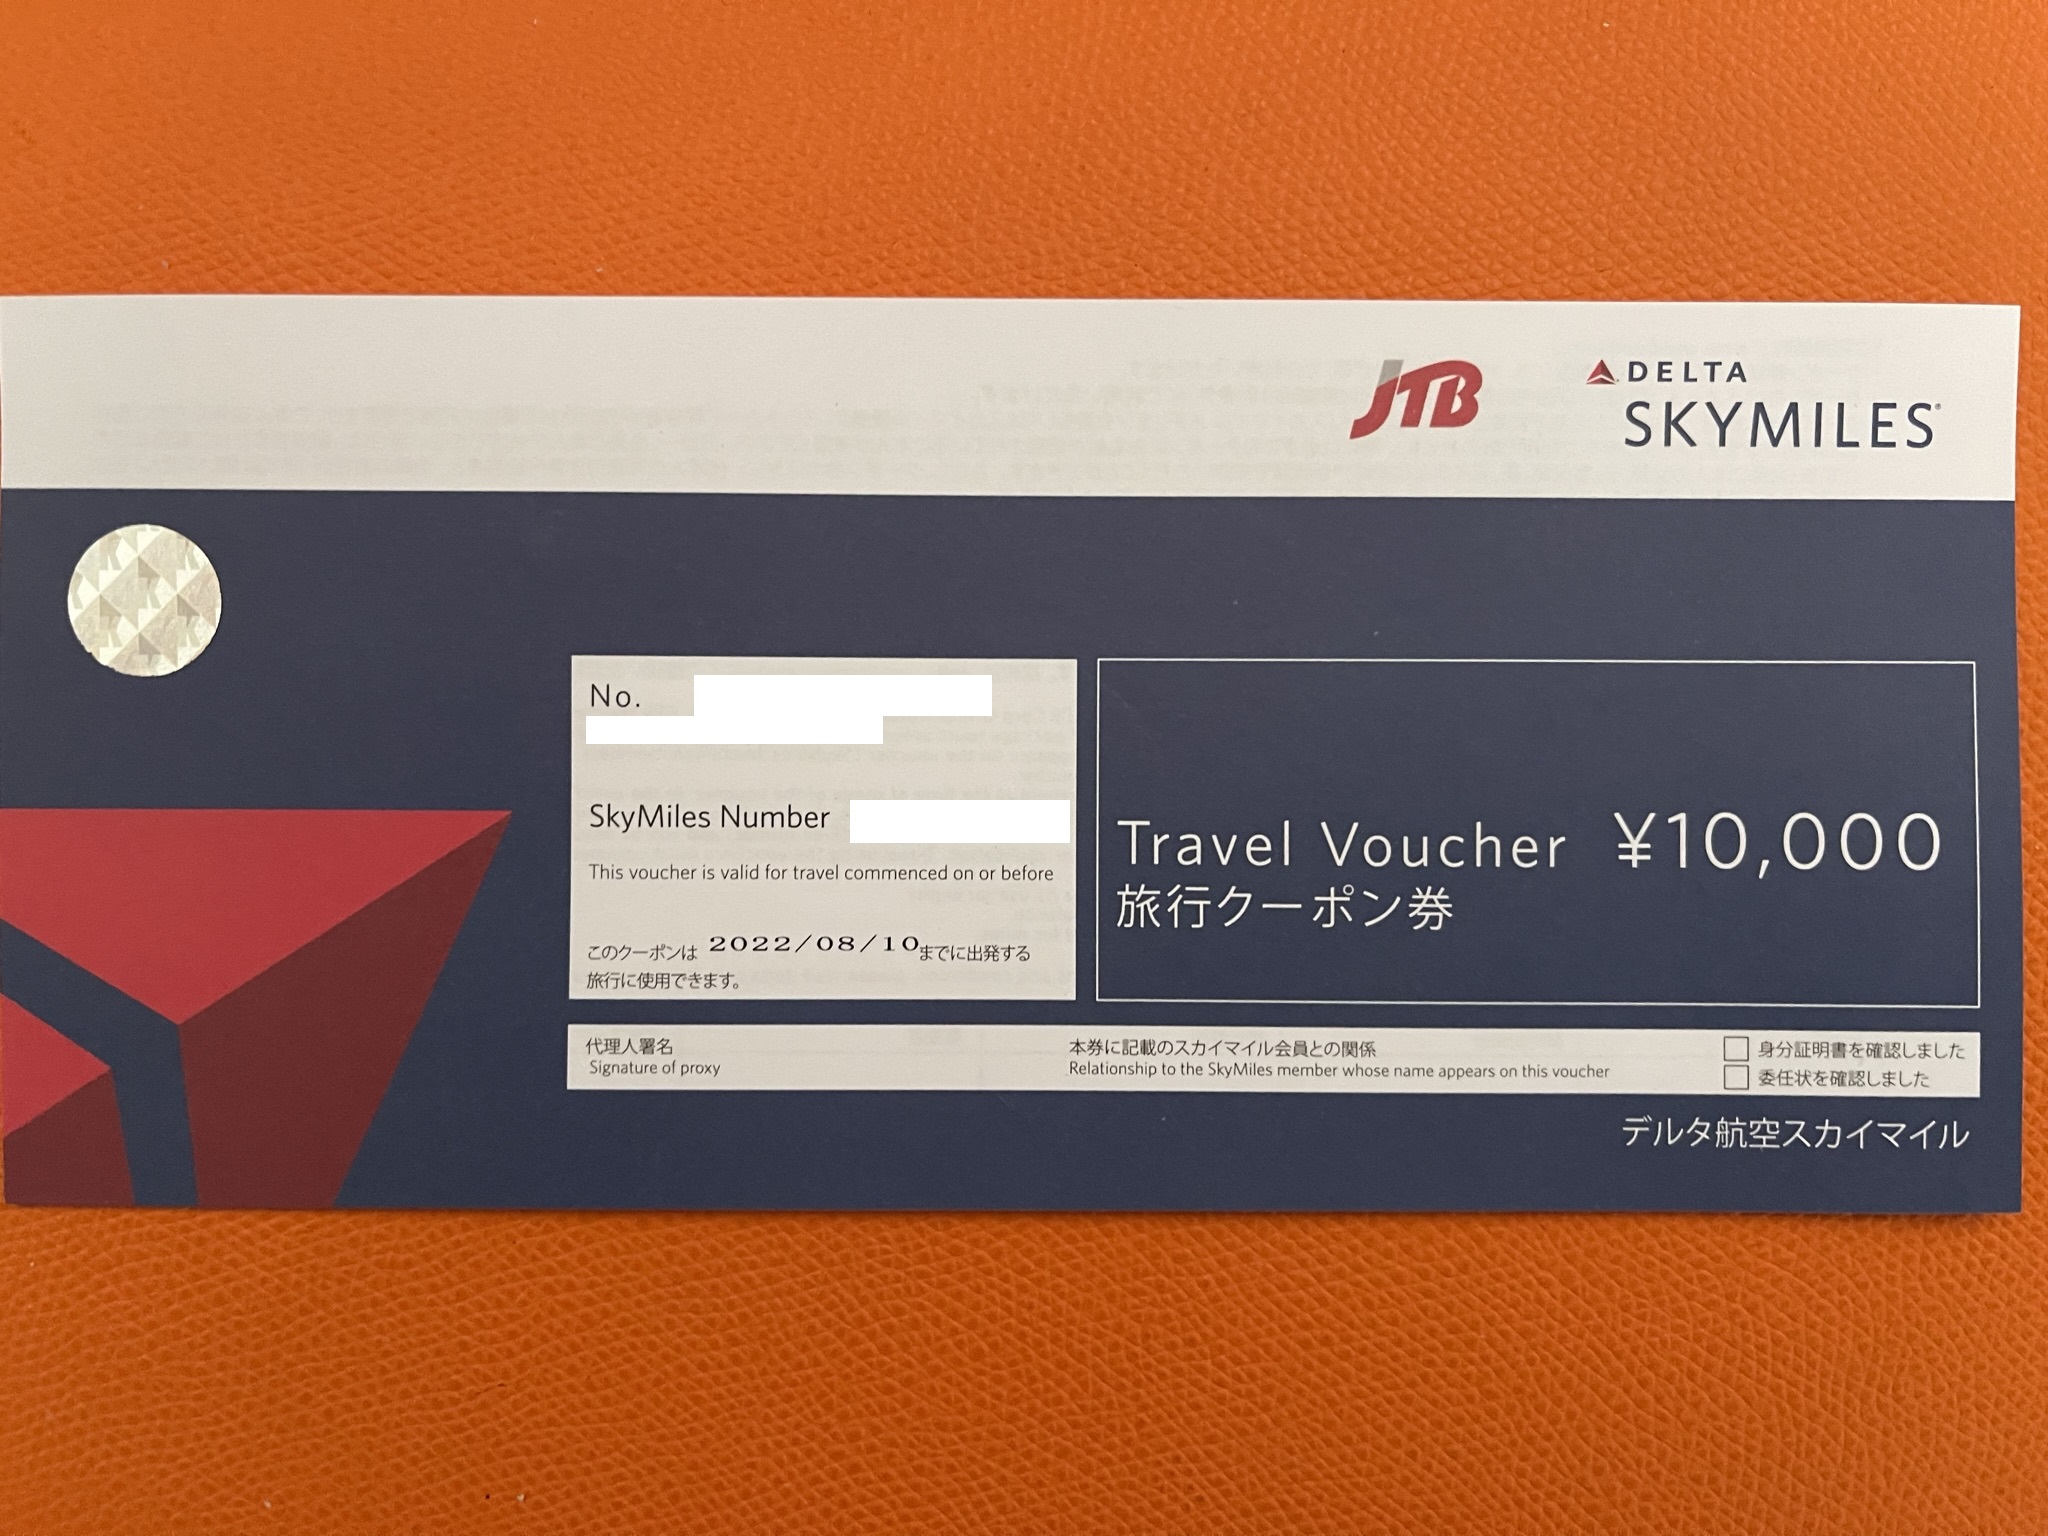 JTB
DELTA
SKYMILES®
No.
SkyMiles Number
This voucher is valid for travel commenced on or before
このクーポンは 2022/08/10までに出発する
旅行に使用できます。
Travel Voucher ¥10,000
旅行クーポン券
代理人署名
Signature of proxy
本券に記載のスカイマイル会員との関係
Relationship to the SkyMiles member whose name appears on this voucher
身分証明書を確認しました
委任状を確認しました
デルタ航空スカイマイル